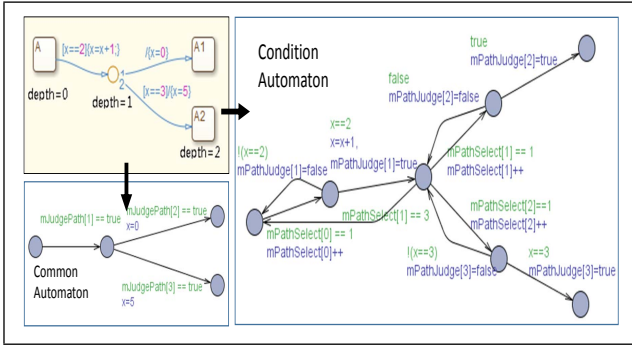 A
[x==2]{x=x+1;}
/{x=0}
A1
1
2
[x==3]/{x=5}
A2
depth=0
depth=1
depth=2
mJudgePath[1] == true
mJudgePath[2] == true
x=0
mJudgePath[3] == true
x=5
Common
Automaton
Condition
Automaton
true
mPathJudge[2]=true
false
mPathJudge[2]=false
x==2
x=x+1,
mPathJudge[1]=true
!(x==2)
mPathJudge[1]=false
mPathSelect[1] == 1
mPathSelect[1]++
mPathSelect[1] == 3
mPathSelect[0] == 1
mPathSelect[0]++
mPathSelect[2]==1
mPathSelect[2]++
!(x==3)
mPathJudge[3]=false
x==3
mPathJudge[3]=true